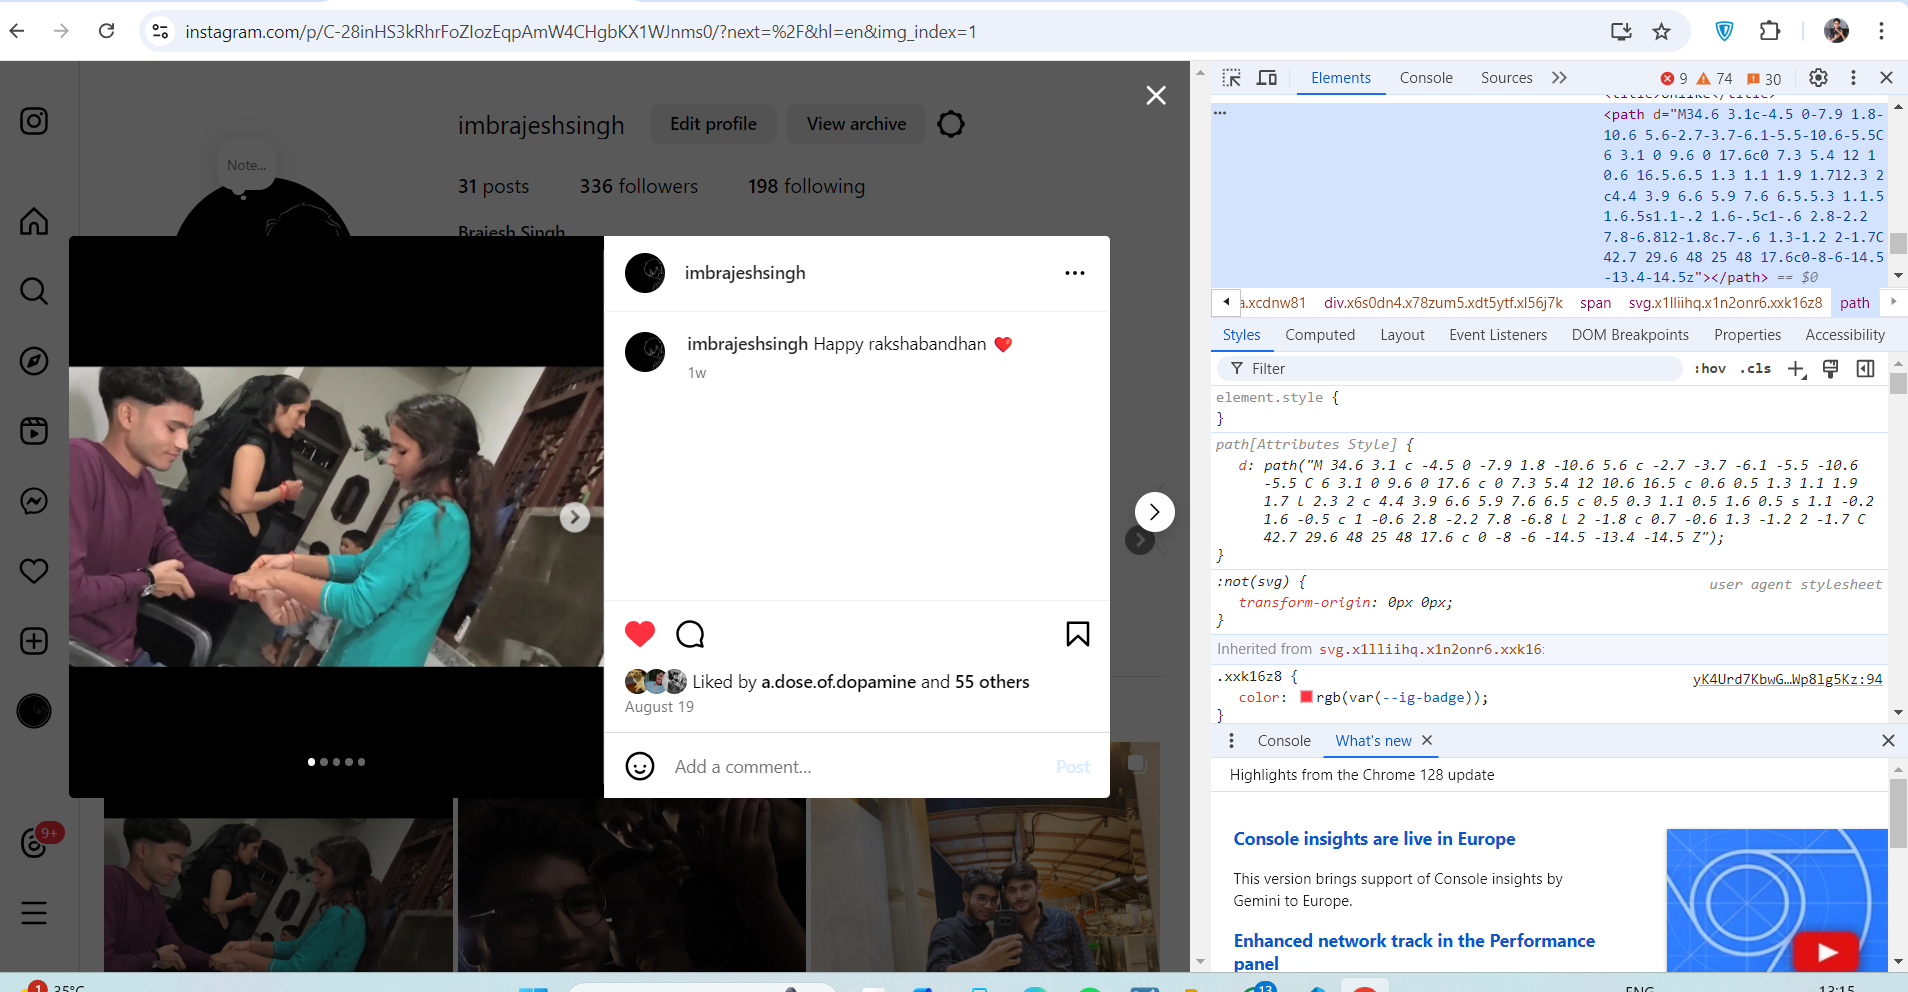 instagram.com/p/C-28inHS3kRhrFoZIozEqpAmW4CHgbKX1WJnms0/?next=%2F&hl=en&img_index=1
imbrajeshsingh Edit profile View archive
Note...
31 posts 336 followers 198 following
Brajesh Singh
imbrajeshsingh
imbrajeshsingh Happy rakshabandhan ❤️
1w
Liked by a.dose.of.dopamine and 55 others
August 19
Add a comment...
Post
9+
Elements Console Sources 9 74 30
<title>Unlike</title>
<path d="M34.6 3.1c-4.5 0-7.9 1.8-
10.6 5.6-2.7-3.7-6.1-5.5-10.6-5.5C
6 3.1 0 9.6 0 17.6c0 7.3 5.4 12 1
0.6 16.5.6.5 1.3 1.1 1.9 1.7l2.3 2
c4.4 3.9 6.6 5.9 7.6 6.5.5.3 1.1.5
1.6.5s1.1-.2 1.6-.5c1-.6 2.8-2.2
7.8-6.8l2-1.8c.7-.6 1.3-1.2 2-1.7C
42.7 29.6 48 25 48 17.6c0-8-6-14.5
-13.4-14.5z"></path> == $0
a.xcdnw81 div.x6s0dn4.x78zum5.xdt5ytf.xl56j7k span svg.x1lliihq.x1n2onr6.xxk16z8 path
Styles Computed Layout Event Listeners DOM Breakpoints Properties Accessibility
Filter :hov .cls
element.style {
}
path[Attributes Style] {
d: path("M 34.6 3.1 c -4.5 0 -7.9 1.8 -10.6 5.6 c -2.7 -3.7 -6.1 -5.5 -10.6
-5.5 C 6 3.1 0 9.6 0 17.6 c 0 7.3 5.4 12 10.6 16.5 c 0.6 0.5 1.3 1.1 1.9
1.7 l 2.3 2 c 4.4 3.9 6.6 5.9 7.6 6.5 c 0.5 0.3 1.1 0.5 1.6 0.5 s 1.1 -0.2
1.6 -0.5 c 1 -0.6 2.8 -2.2 7.8 -6.8 l 2 -1.8 c 0.7 -0.6 1.3 -1.2 2 -1.7 C
42.7 29.6 48 25 48 17.6 c 0 -8 -6 -14.5 -13.4 -14.5 Z");
}
:not(svg) { user agent stylesheet
transform-origin: 0px 0px;
}
Inherited from svg.x1lliihq.x1n2onr6.xxk16:
.xxk16z8 { yK4Urd7KbwG…Wp8lg5Kz:94
color: rgb(var(--ig-badge));
}
Console What's new
Highlights from the Chrome 128 update
Console insights are live in Europe
This version brings support of Console insights by
Gemini to Europe.
Enhanced network track in the Performance
panel
1 35°C 13 ENG 13:15